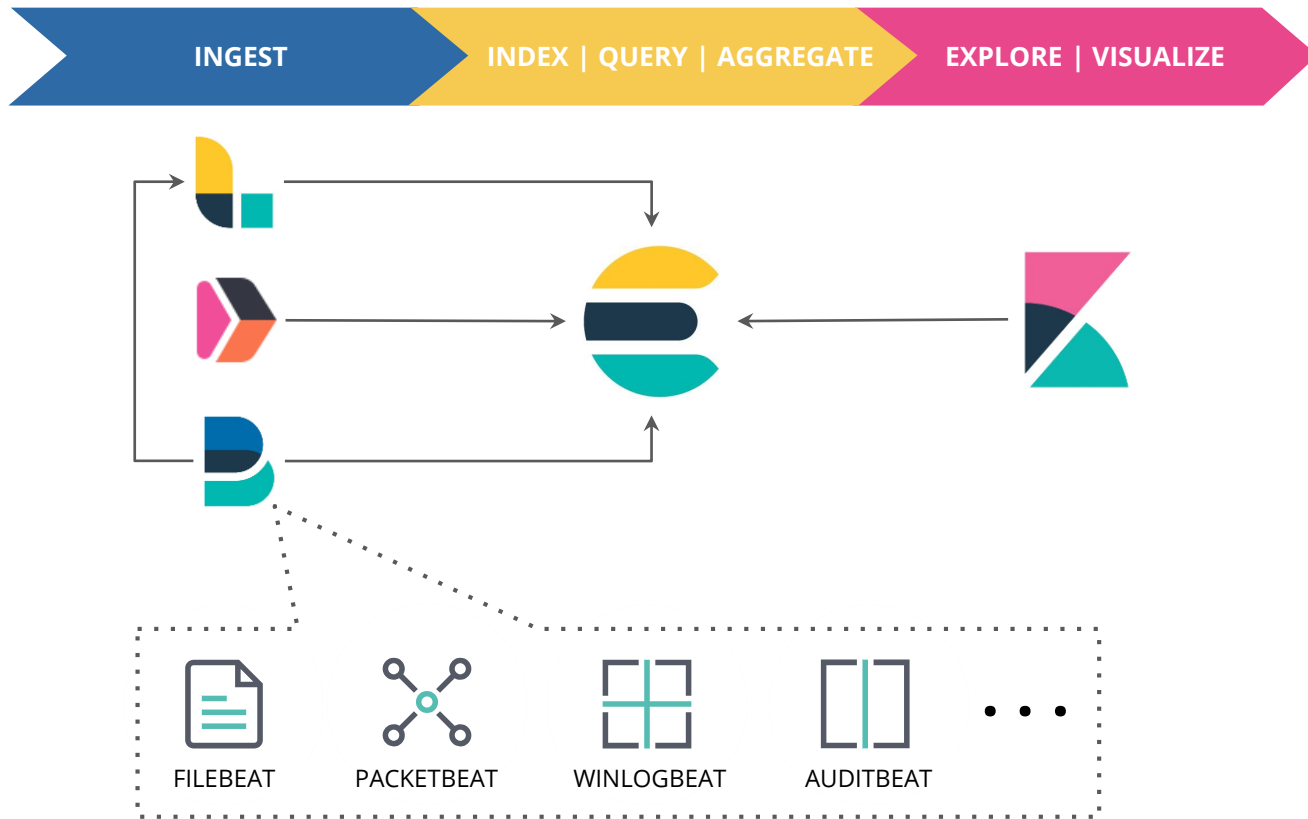 INGEST
INDEX | QUERY | AGGREGATE
EXPLORE | VISUALIZE
FILEBEAT
PACKETBEAT
WINLOGBEAT
AUDITBEAT
• • •